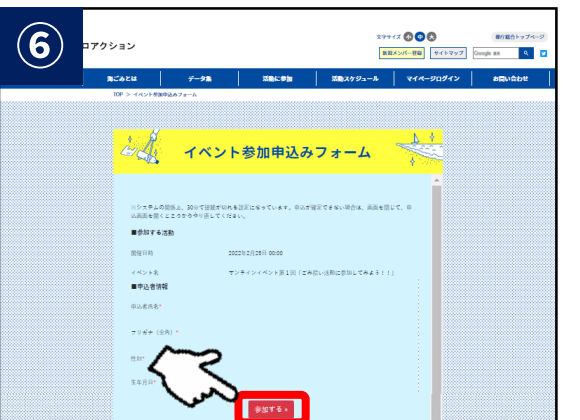 ⑥
ロアクション
文字サイズ 小 中 大
新規メンバー登録 サイトマップ
海ごみとは データ集 活動に参加 活動スケジュール マイページログイン お問い合わせ
TOP > イベント参加申込みフォーム
イベント参加申込みフォーム
※システムの関係上、30分で接続が切れる設定になっています。申込が確定できない場合は、画面を閉じて、申
込画面を開くところからやり直してください。
■参加する活動
開催日時 2022年2月25日 00:00
イベント名 オンラインイベント第1回「ごみ拾い活動に参加してみよう!!」
■申込者情報
申込者氏名*
フリガナ (全角) *
性別*
生年月日*
参加する »